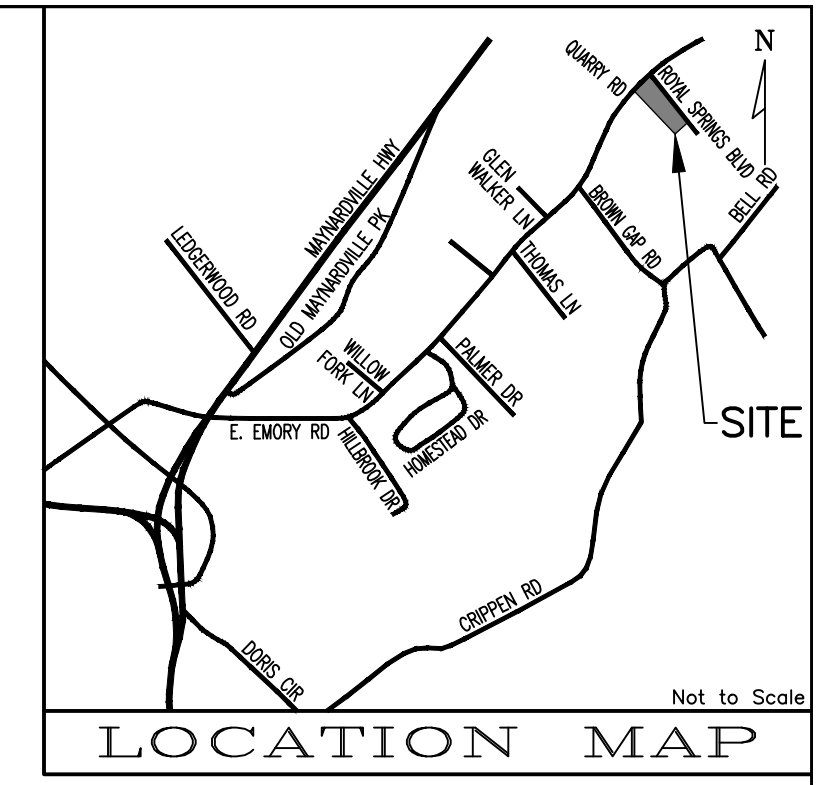 N
QUARRY RD
ROYAL SPRINGS BLVD
BELL RD
GLEN
WALKER LN
BROWN GAP RD
MAYNARDVILLE HWY
OLD MAYNARDVILLE PK
LEDGERWOOD RD
THOMAS LN
WILLOW
FORK LN
PALMER DR
SITE
E. EMORY RD
HOMESTEAD DR
HILLBROOK DR
CRIPPEN RD
DORIS CIR
Not to Scale
LOCATION MAP